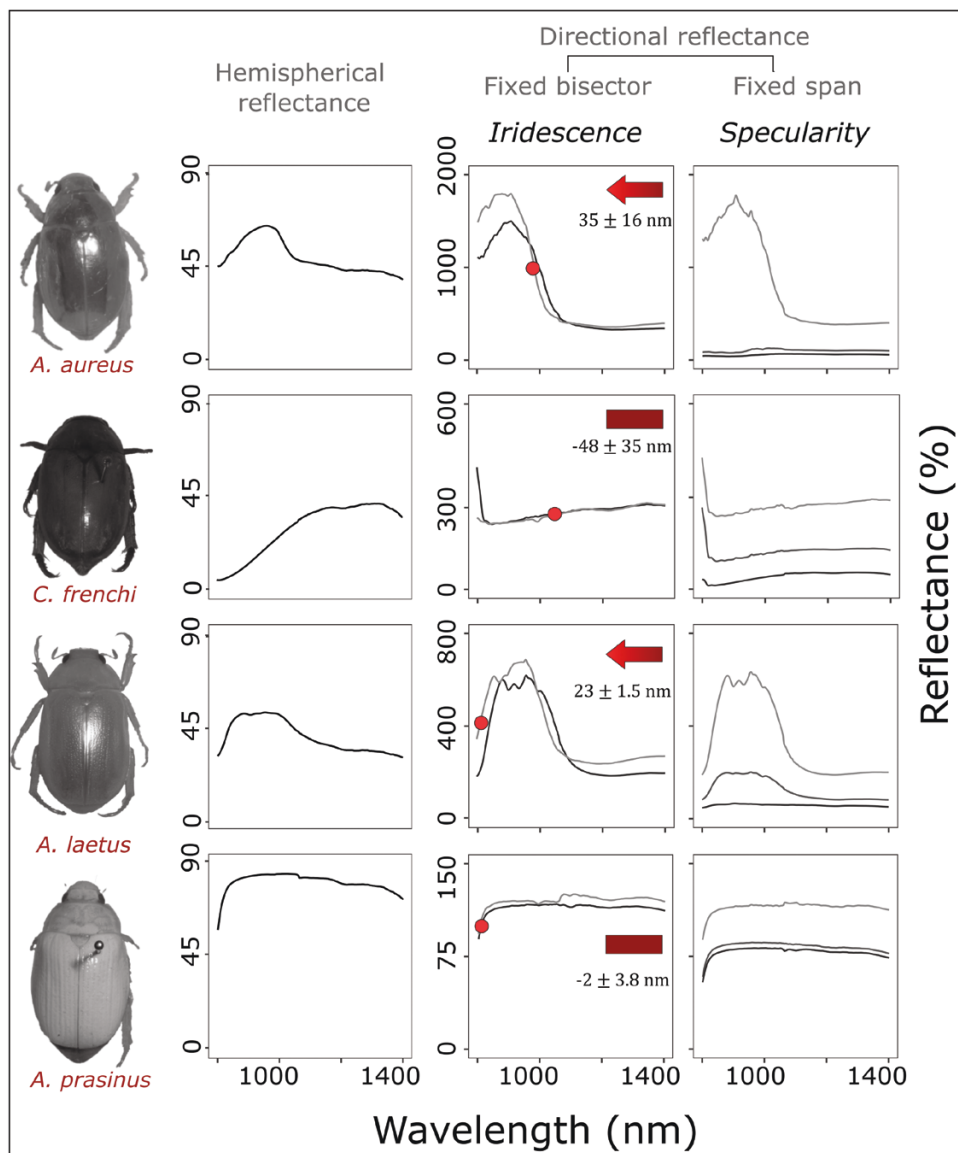 Directional reflectance
Hemispherical
reflectance
Fixed bisector
Fixed span
Iridescence
Specularity
A. aureus
90
45
0
2000
1000
0
35 ± 16 nm
C. frenchi
90
45
0
600
300
0
-48 ± 35 nm
A. laetus
90
45
0
800
400
0
23 ± 1.5 nm
A. prasinus
90
45
0
150
75
0
-2 ± 3.8 nm
1000
1400
1000
1400
1000
1400
Wavelength (nm)
Reflectance (%)